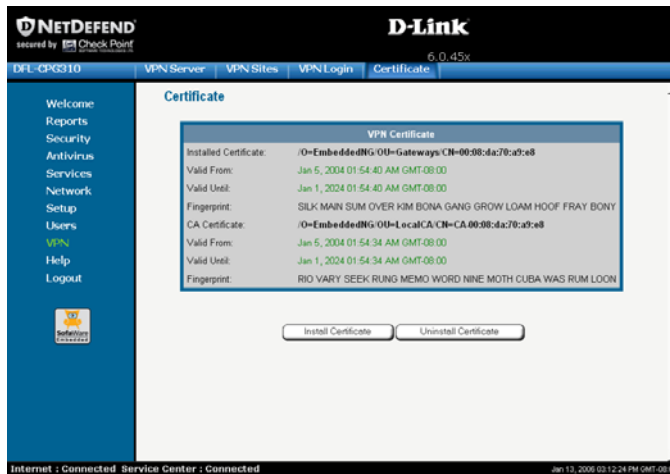 NETDEFEND
secured by Check Point
D-Link
6.0.45x
DFL-CPG310
VPN Server | VPN Sites | VPN Login | Certificate
Welcome
Reports
Security
Antivirus
Services
Network
Setup
Users
VPN
Help
Logout
SofaWare
Embedded
Certificate
VPN Certificate
Installed Certificate: /O=EmbeddedNG/OU=Gateways/CN=00:08:da:70:a9:e8
Valid From: Jan 5, 2004 01:54:40 AM GMT-08:00
Valid Until: Jan 1, 2024 01:54:40 AM GMT-08:00
Fingerprint: SILK MAIN SUM OVER KIM BONA GANG GROW LOAM HOOF FRAY BONY
CA Certificate: /O=EmbeddedNG/OU=LocalCA/CN=CA-00:08:da:70:a9:e8
Valid From: Jan 5, 2004 01:54:34 AM GMT-08:00
Valid Until: Jan 1, 2024 01:54:34 AM GMT-08:00
Fingerprint: RIO VARY SEEK RUNG MEMO WORD NINE MOTH CUBA WAS RUM LOON
Install Certificate
Uninstall Certificate
Internet : Connected Service Center : Connected
Jan 13, 2006 03:12:24 PM GMT-08: